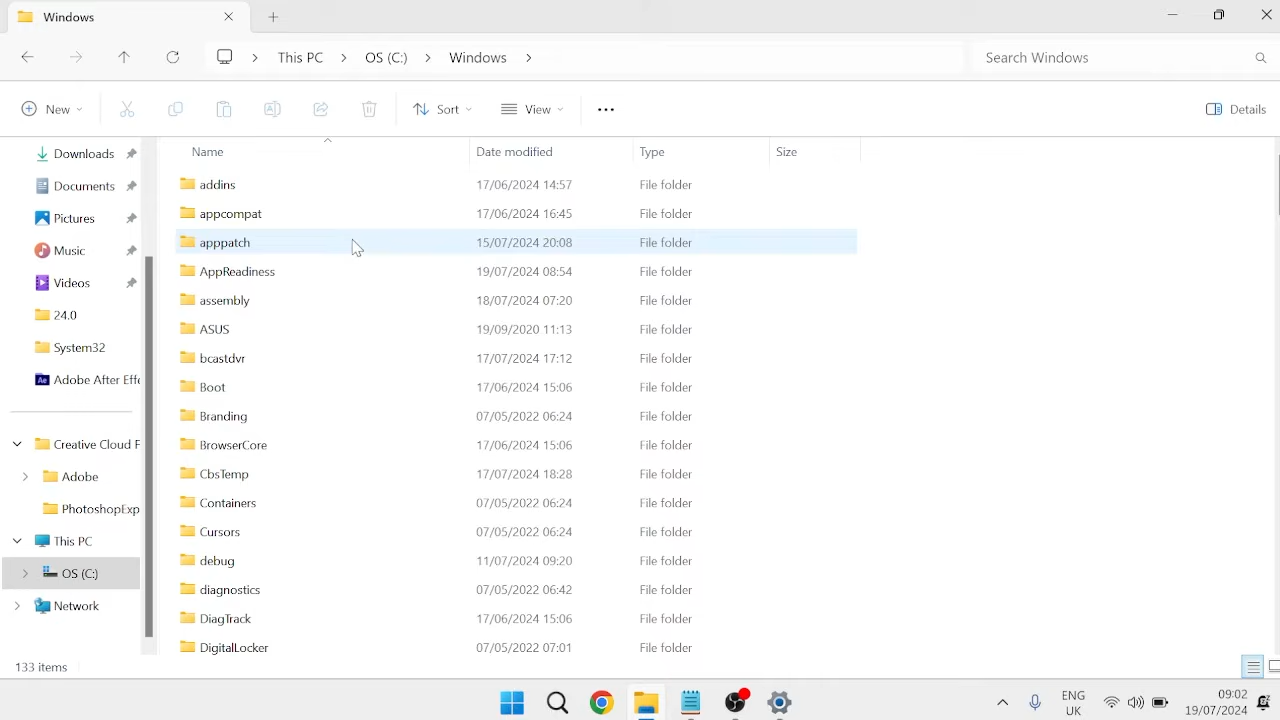 Windows
This PC
OS (C:)
Windows
Search Windows
New
Sort
View
Details
Name
Date modified
Type
Size
Downloads
Documents
Pictures
Music
Videos
24.0
System32
Adobe After Effe
Creative Cloud F
Adobe
PhotoshopExp
This PC
OS (C:)
Network
addins 17/06/2024 14:57 File folder
appcompat 17/06/2024 16:45 File folder
apppatch 15/07/2024 20:08 File folder
AppReadiness 19/07/2024 08:54 File folder
assembly 18/07/2024 07:20 File folder
ASUS 19/09/2020 11:13 File folder
bcastdvr 17/07/2024 17:12 File folder
Boot 17/06/2024 15:06 File folder
Branding 07/05/2022 06:24 File folder
BrowserCore 17/06/2024 15:06 File folder
CbsTemp 17/07/2024 18:28 File folder
Containers 07/05/2022 06:24 File folder
Cursors 07/05/2022 06:24 File folder
debug 11/07/2024 09:20 File folder
diagnostics 07/05/2022 06:42 File folder
DiagTrack 17/06/2024 15:06 File folder
DigitalLocker 07/05/2022 07:01 File folder
133 items
Ae
ENG
UK
09:02
19/07/2024